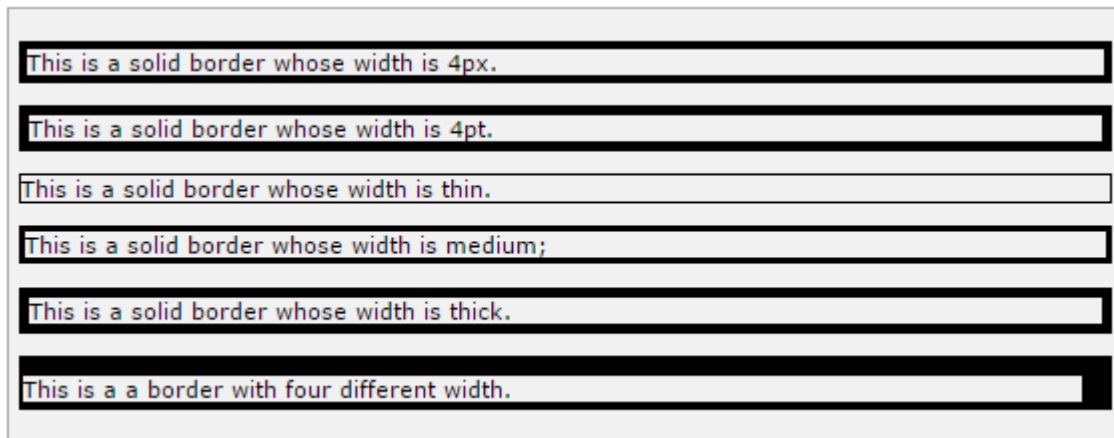 This is a solid border whose width is 4px.
This is a solid border whose width is 4pt.
This is a solid border whose width is thin.
This is a solid border whose width is medium;
This is a solid border whose width is thick.
This is a a border with four different width.